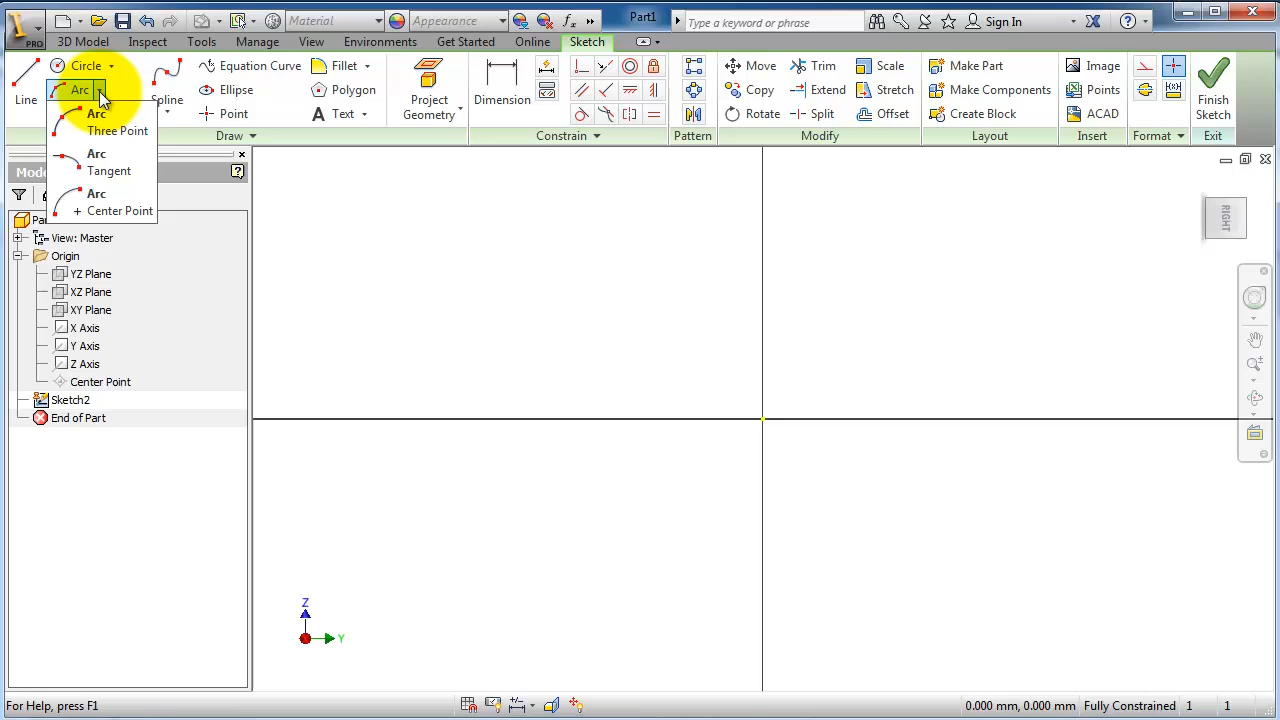 Material
Appearance
Part1
Type a keyword or phrase
Sign In
PRO
3D Model
Inspect
Tools
Manage
View
Environments
Get Started
Online
Sketch
Line
Circle
Arc
Spline
Equation Curve
Ellipse
Point
Fillet
Polygon
Text
Project
Geometry
Dimension
Move
Copy
Rotate
Trim
Extend
Split
Scale
Stretch
Offset
Make Part
Make Components
Create Block
Image
Points
ACAD
Finish
Sketch
Draw
Constrain
Pattern
Modify
Layout
Insert
Format
Exit
Arc
Three Point
Arc
Tangent
Arc
Center Point
View: Master
Origin
YZ Plane
XZ Plane
XY Plane
X Axis
Y Axis
Z Axis
Center Point
Sketch2
End of Part
RIGHT
Z
Y
For Help, press F1
0.000 mm, 0.000 mm
Fully Constrained
1
1